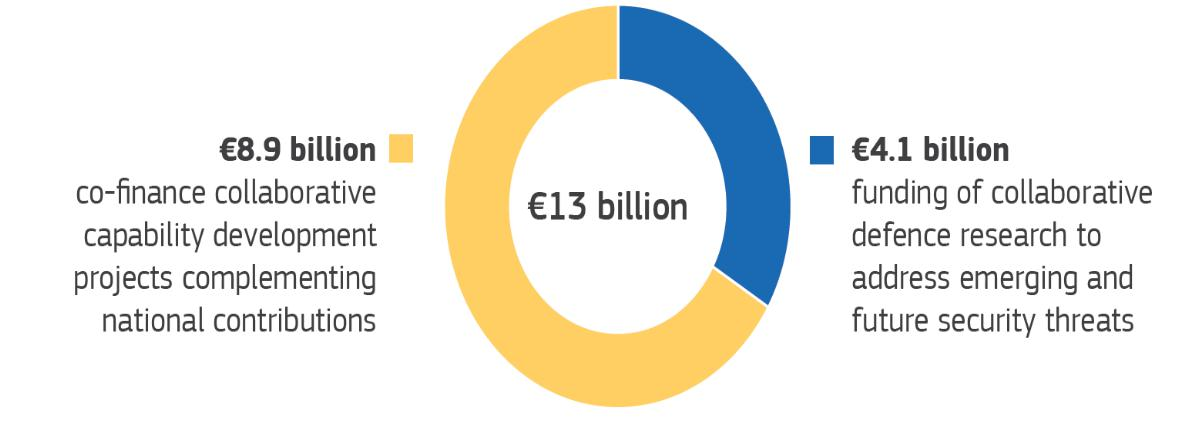 €8.9 billion
co-finance collaborative
capability development
projects complementing
national contributions
€13 billion
€4.1 billion
funding of collaborative
defence research to
address emerging and
future security threats